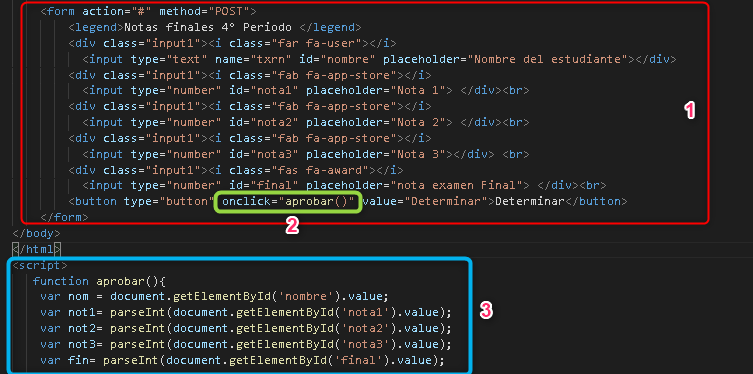 <form action="#" method="POST">
<legend>Notas finales 4° Periodo </legend>
<div class="input1"><i class="far fa-user"></i>
<input type="text" name="txrn" id="nombre" placeholder="Nombre del estudiante"></div>
<div class="input1"><i class="fab fa-app-store"></i>
<input type="number" id="nota1" placeholder="Nota 1"> </div><br>
<div class="input1"><i class="fab fa-app-store"></i>
<input type="number" id="nota2" placeholder="Nota 2"> </div><br>
<div class="input1"><i class="fab fa-app-store"></i>
<input type="number" id="nota3" placeholder="Nota 3"></div> <br>
<div class="input1"><i class="fas fa-award"></i>
<input type="number" id="final" placeholder="nota examen Final"> </div><br>
<button type="button" onclick="aprobar()" value="Determinar">Determinar</button>
</form>
1
2
</body>
</html>
<script>
function aprobar(){
var nom = document.getElementById('nombre').value;
var not1= parseInt(document.getElementById('nota1').value);
var not2= parseInt(document.getElementById('nota2').value);
var not3= parseInt(document.getElementById('nota3').value);
var fin= parseInt(document.getElementById('final').value);
3